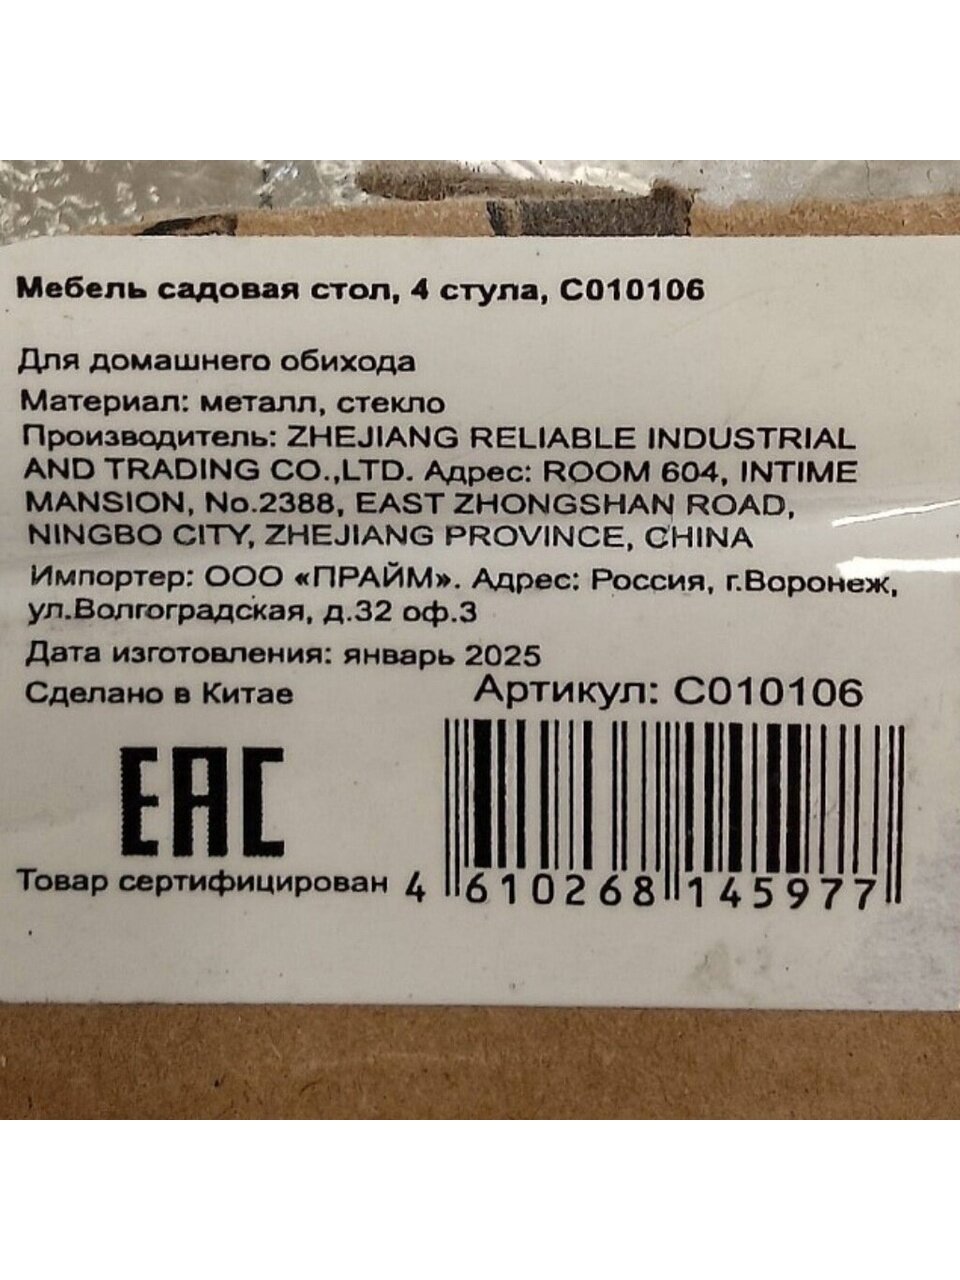 Мебель садовая стол, 4 стула, С010106
Для домашнего обихода
Материал: металл, стекло
Производитель: ZHEJIANG RELIABLE INDUSTRIAL
AND TRADING CO.,LTD. Адрес: ROOM 604, INTIME
MANSION, No.2388, EAST ZHONGSHAN ROAD,
NINGBO CITY, ZHEJIANG PROVINCE, CHINA
Импортер: ООО «ПРАЙМ». Адрес: Россия, г.Воронеж,
ул.Волгоградская, д.32 оф.3
Дата изготовления: январь 2025
Сделано в Китае
Артикул: С010106
EAC
Товар сертифицирован
4 610268 145977